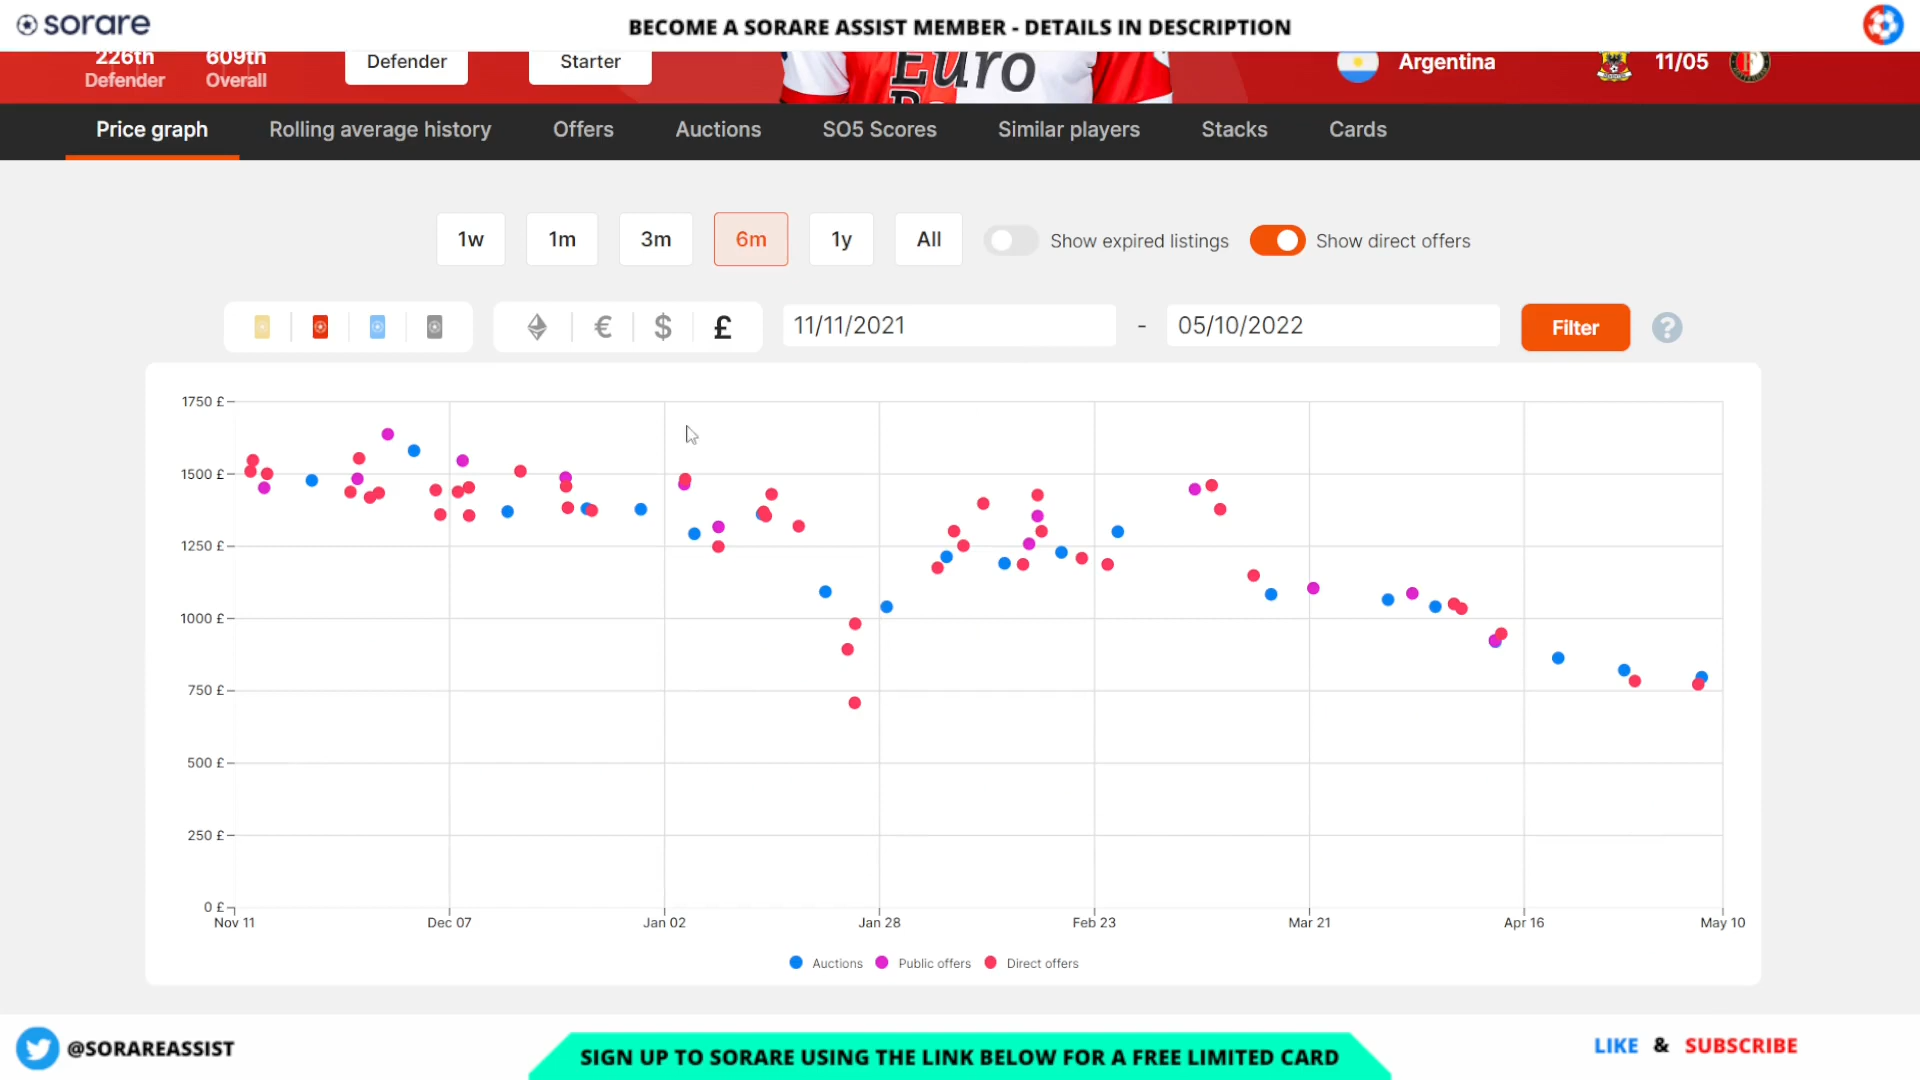 sorare
BECOME A SORARE ASSIST MEMBER - DETAILS IN DESCRIPTION
226th 609th
Defender Overall
Defender
Starter
Euro
Argentina
11/05
Price graph Rolling average history Offers Auctions SO5 Scores Similar players Stacks Cards
1w 1m 3m 6m 1y All Show expired listings Show direct offers
€ $ £ 11/11/2021 - 05/10/2022 Filter ?
1750 £
1500 £
1250 £
1000 £
750 £
500 £
250 £
0 £
Nov 11 Dec 07 Jan 02 Jan 28 Feb 23 Mar 21 Apr 16 May 10
Auctions Public offers Direct offers
@SORAREASSIST
SIGN UP TO SORARE USING THE LINK BELOW FOR A FREE LIMITED CARD
LIKE & SUBSCRIBE